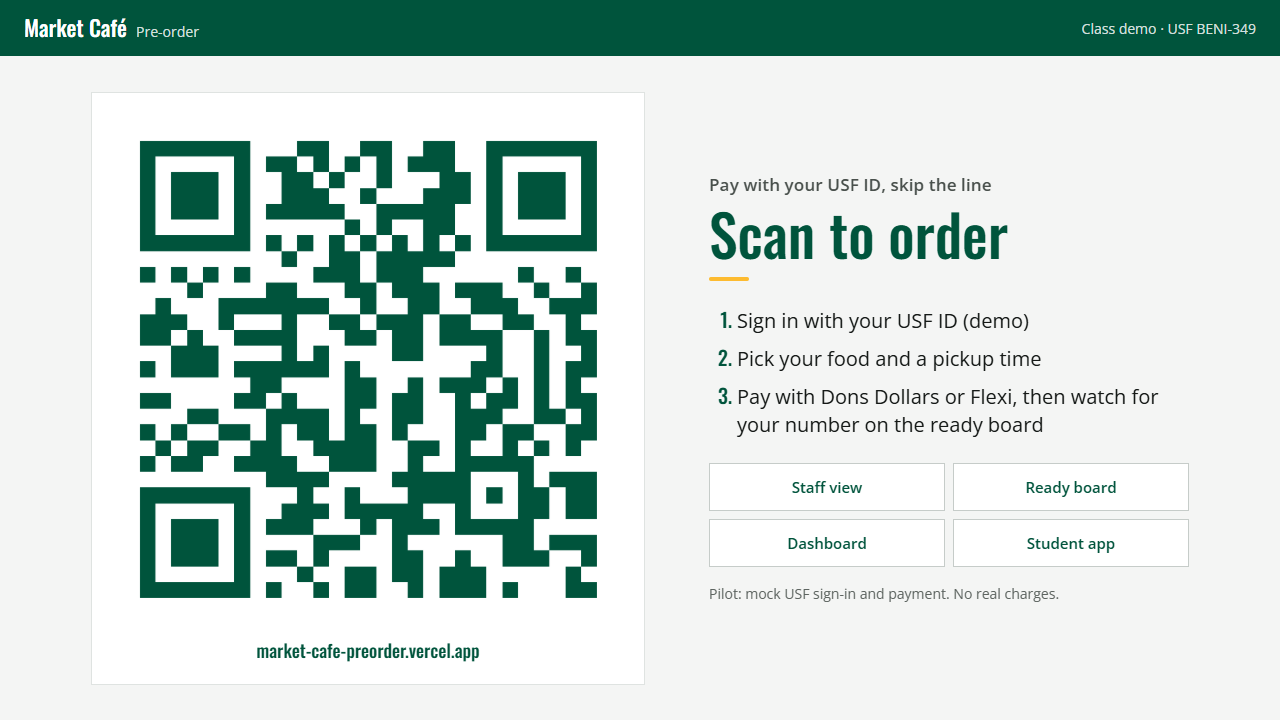 Market Café Pre-order
Class demo · USF BENI-349
market-cafe-preorder.vercel.app
Pay with your USF ID, skip the line
Scan to order
1. Sign in with your USF ID (demo)
2. Pick your food and a pickup time
3. Pay with Dons Dollars or Flexi, then watch for
your number on the ready board
Staff view
Ready board
Dashboard
Student app
Pilot: mock USF sign-in and payment. No real charges.